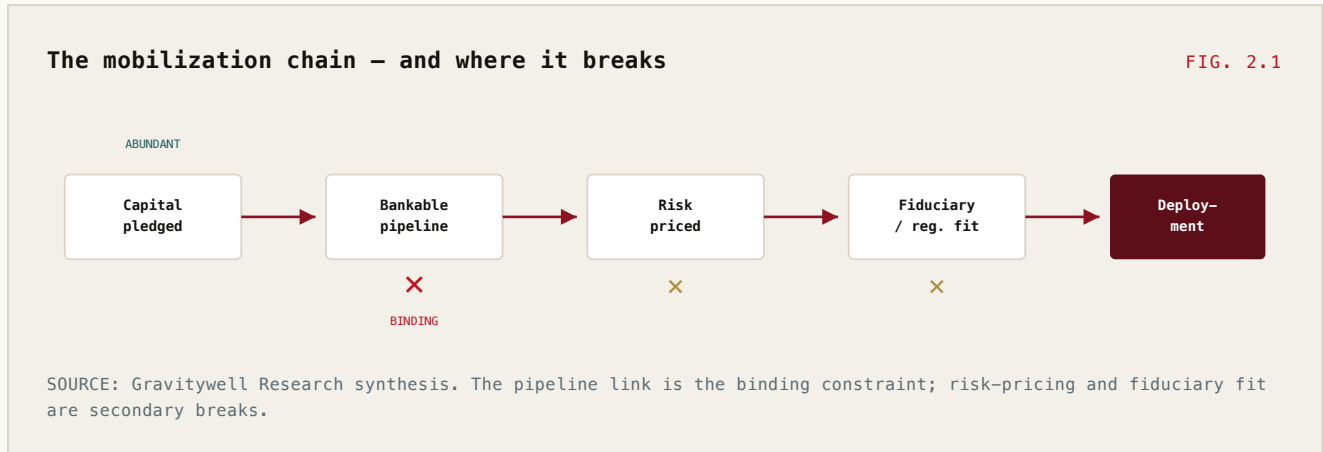 The mobilization chain — and where it breaks
FIG. 2.1
ABUNDANT
Capital
pledged
Bankable
pipeline
Risk
priced
Fiduciary
/ reg. fit
Deploy–
ment
BINDING
SOURCE: Gravitywell Research synthesis. The pipeline link is the binding constraint; risk–pricing and fiduciary fit
are secondary breaks.